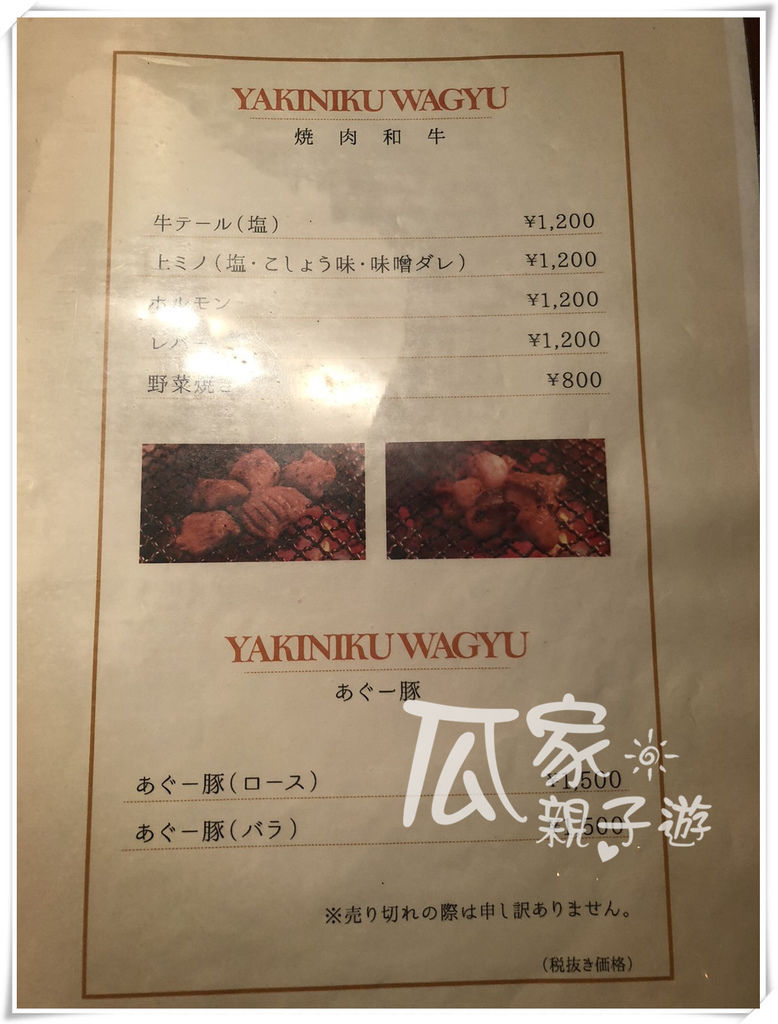 YAKINIKU WAGYU
焼肉和牛
牛テール(塩) ¥1,200
上ミノ(塩・こしょう味・味噌ダレ) ¥1,200
ホルモン ¥1,200
レバー ¥1,200
野菜焼き ¥800
YAKINIKU WAGYU
あぐー豚
あぐー豚(ロース) ¥1,500
あぐー豚(バラ) ¥1,500
瓜家
親子遊
※売り切れの際は申し訳ありません。
(税抜き価格)